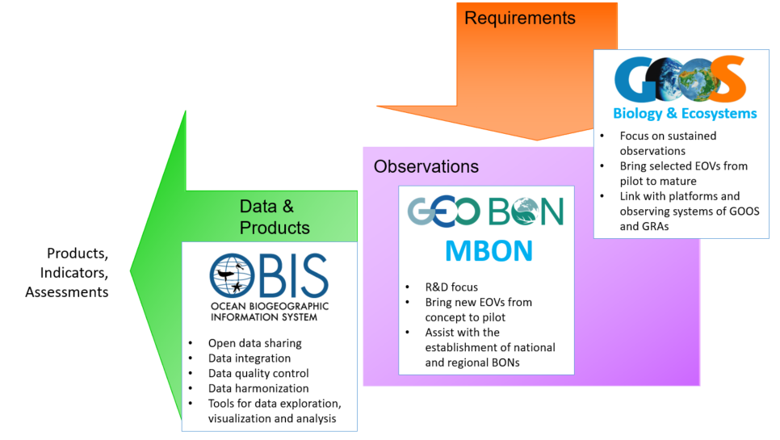 Requirements
GOOS
Biology & Ecosystems
• Focus on sustained
observations
• Bring selected EOVs from
pilot to mature
• Link with platforms and
observing systems of GOOS
and GRAs
Observations
GEO BON
MBON
• R&D focus
• Bring new EOVs from
concept to pilot
• Assist with the
establishment of national
and regional BONs
Data &
Products
OBIS
OCEAN BIOGEOGRAPHIC
INFORMATION SYSTEM
• Open data sharing
• Data integration
• Data quality control
• Data harmonization
• Tools for data exploration,
visualization and analysis
Products,
Indicators,
Assessments